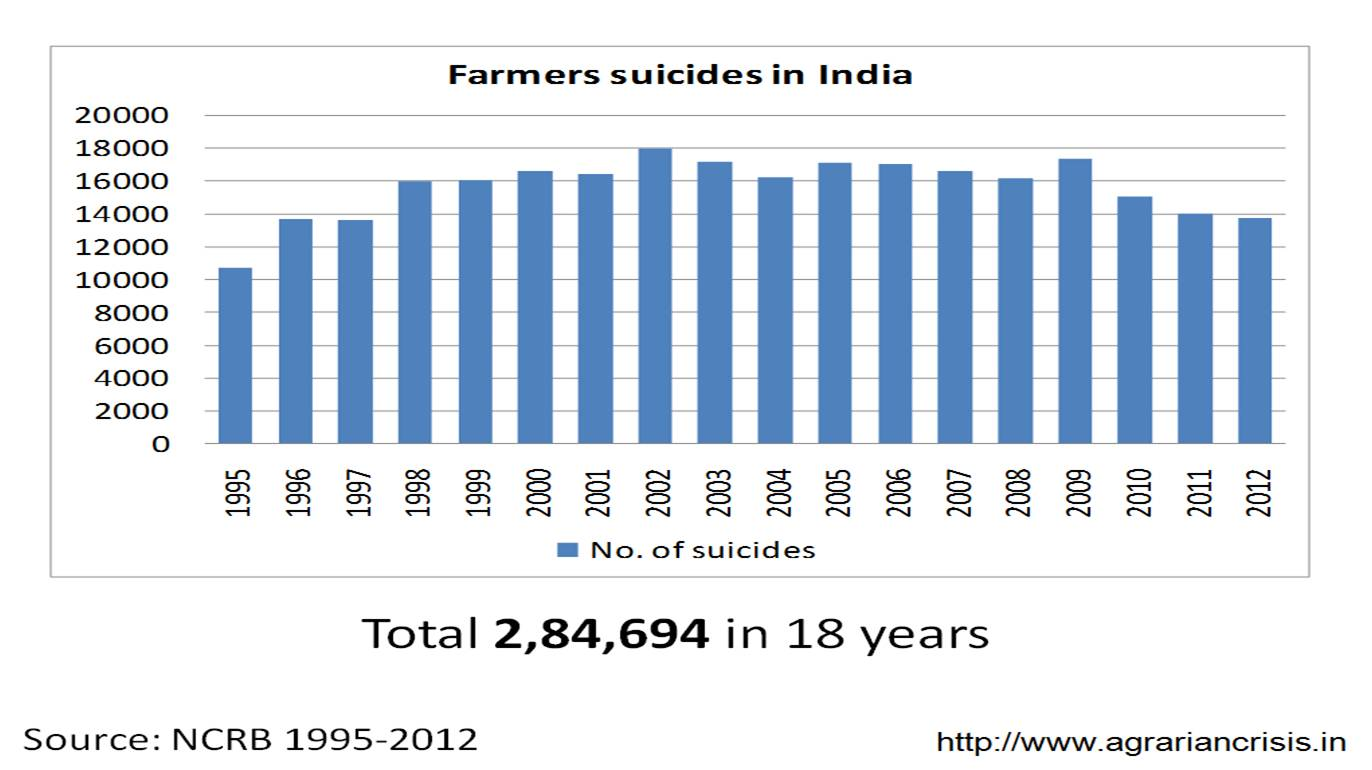 Farmers suicides in India
20000
18000
16000
14000
12000
10000
8000
6000
4000
2000
0
1995 1996 1997 1998 1999 2000 2001 2002 2003 2004 2005 2006 2007 2008 2009 2010 2011 2012
No. of suicides
Total 2,84,694 in 18 years
Source: NCRB 1995-2012
http://www.agrariancrisis.in